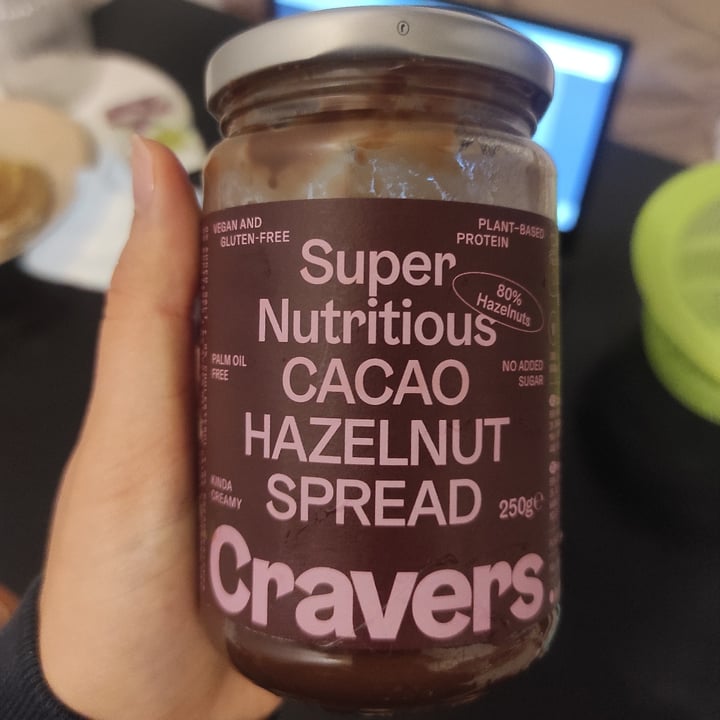 VEGAN AND
GLUTEN-FREE
PLANT-BASED
PROTEIN
Super
Nutritious
80%
Hazelnuts
CACAO
PALM OIL
FREE
NO ADDED
SUGAR
HAZELNUT
SPREAD
KINDA
CREAMY
250g℮
Cravers.